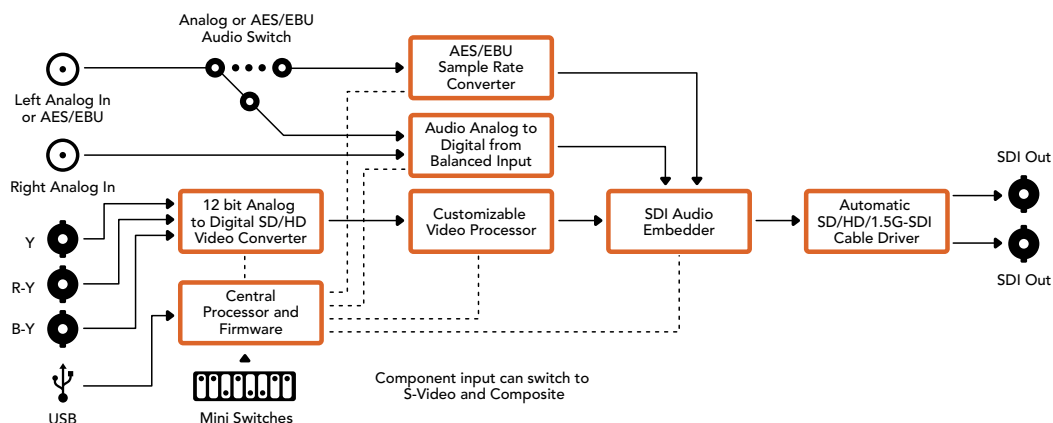 Analog or AES/EBU
Audio Switch
AES/EBU
Sample Rate
Converter
Left Analog In
or AES/EBU
Audio Analog to
Digital from
Balanced Input
Right Analog In
SDI Out
12 bit Analog
to Digital SD/HD
Video Converter
Customizable
Video Processor
SDI Audio
Embedder
Automatic
SD/HD/1.5G-SDI
Cable Driver
Y
R-Y
SDI Out
B-Y
Central
Processor and
Firmware
Component input can switch to
S-Video and Composite
USB
Mini Switches